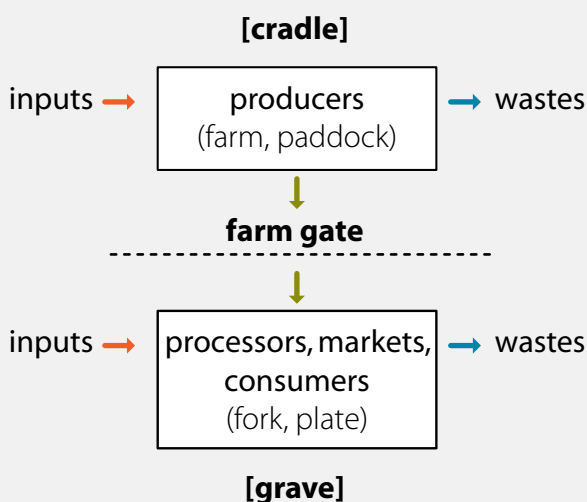 [cradle]
inputs
producers
(farm, paddock)
wastes
farm gate
inputs
processors, markets,
consumers
(fork, plate)
wastes
[grave]